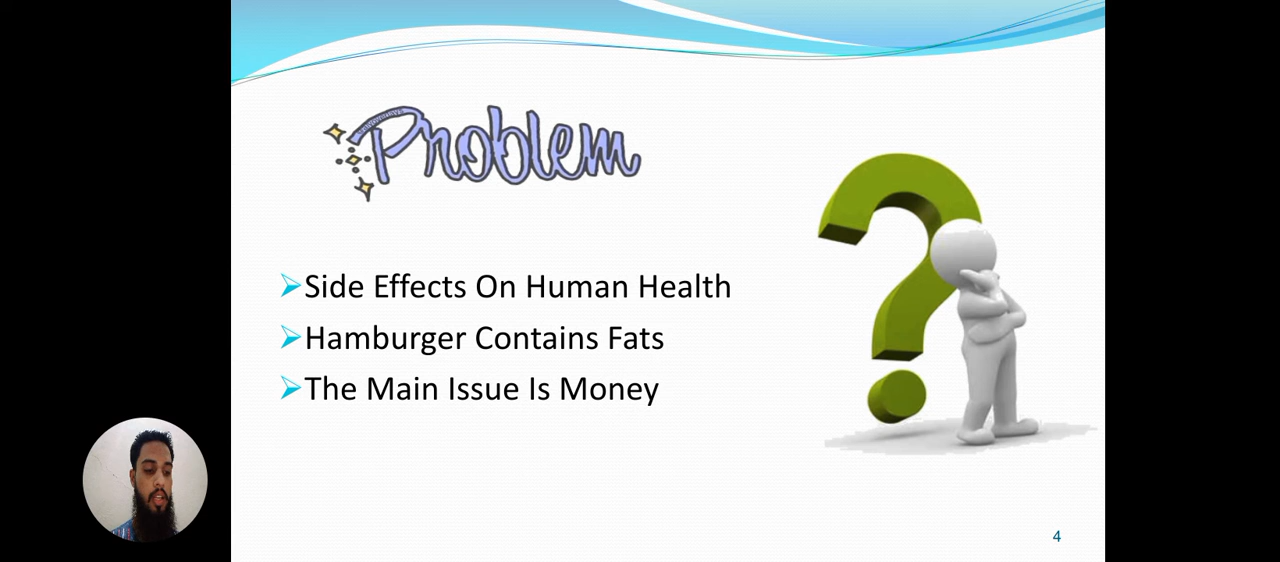 Problem
Side Effects On Human Health
Hamburger Contains Fats
The Main Issue Is Money
4